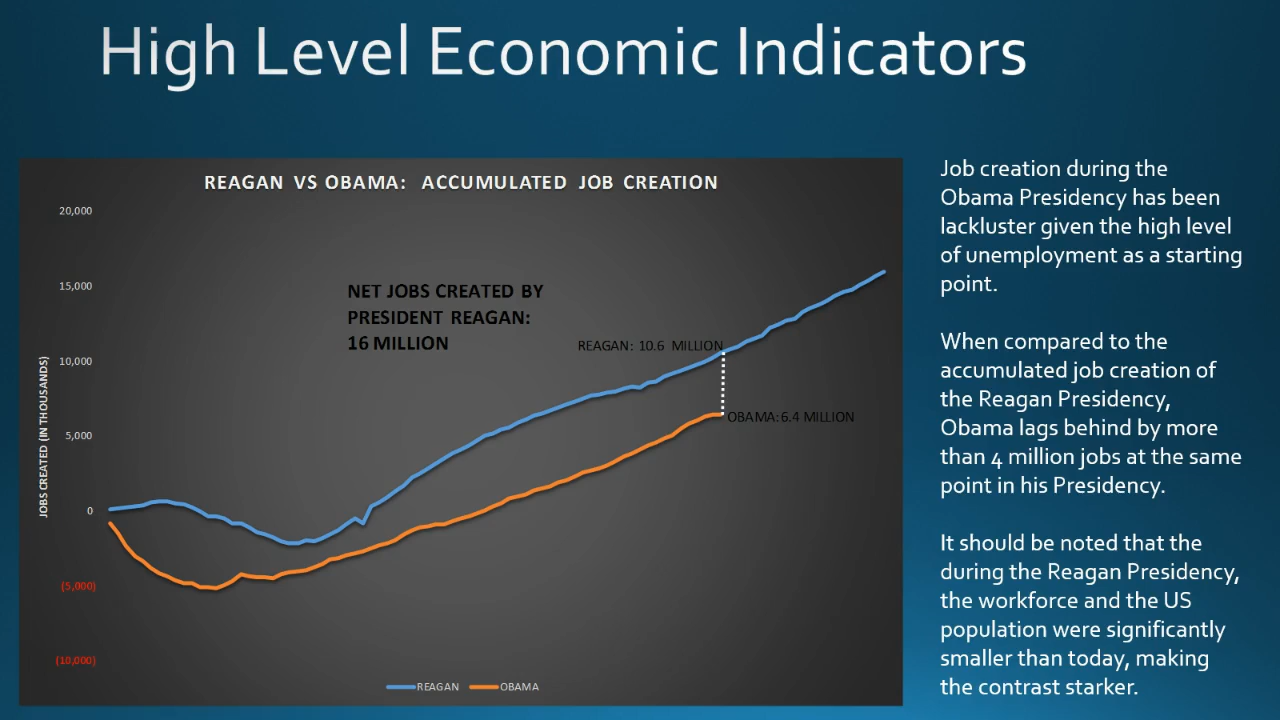 High Level Economic Indicators
REAGAN VS OBAMA: ACCUMULATED JOB CREATION
JOBS CREATED (IN THOUSANDS)
20,000
15,000
10,000
5,000
0
(5,000)
(10,000)
NET JOBS CREATED BY
PRESIDENT REAGAN:
16 MILLION
REAGAN: 10.6 MILLION
OBAMA:6.4 MILLION
REAGAN
OBAMA
Job creation during the
Obama Presidency has been
lackluster given the high level
of unemployment as a starting
point.
When compared to the
accumulated job creation of
the Reagan Presidency,
Obama lags behind by more
than 4 million jobs at the same
point in his Presidency.
It should be noted that the
during the Reagan Presidency,
the workforce and the US
population were significantly
smaller than today, making
the contrast starker.